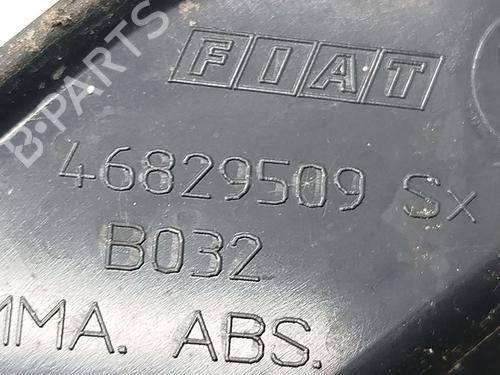 B-PARTS
FIAT
46829509 Sx
B032
MMA. ABS.